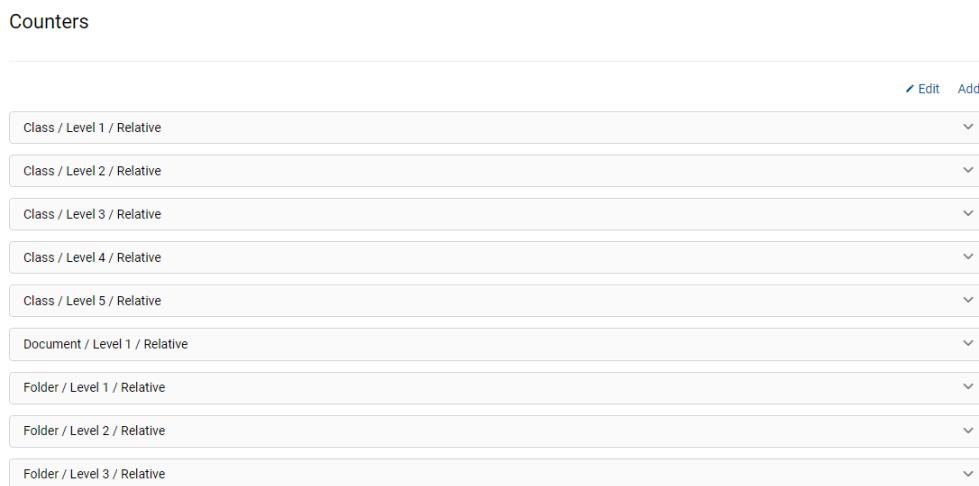 Counters
Edit Add
Class / Level 1 / Relative
Class / Level 2 / Relative
Class / Level 3 / Relative
Class / Level 4 / Relative
Class / Level 5 / Relative
Document / Level 1 / Relative
Folder / Level 1 / Relative
Folder / Level 2 / Relative
Folder / Level 3 / Relative